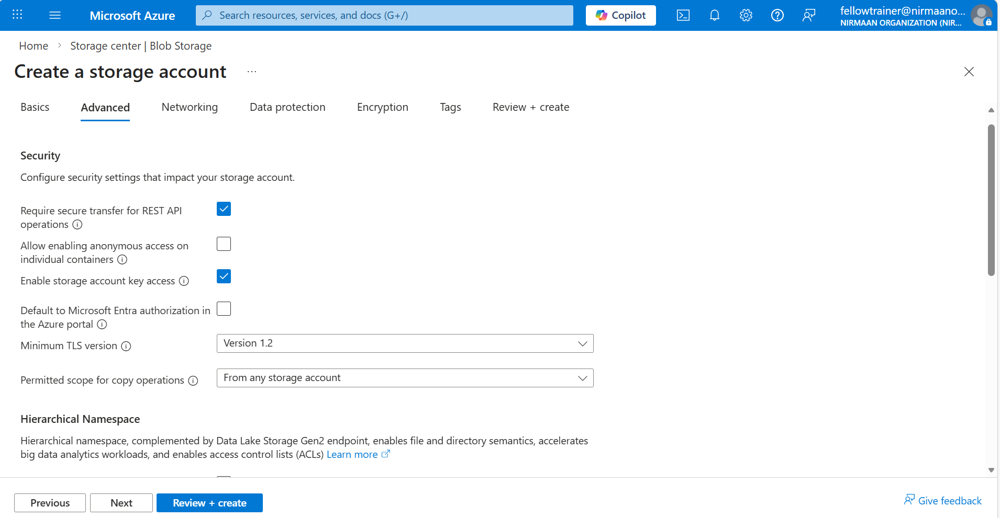 Microsoft Azure
Search resources, services, and docs (G+/)
Copilot
fellowtrainer@nirmaano...
NIRMAAN ORGANIZATION (NIR...
Home > Storage center | Blob Storage
Create a storage account ...
Basics Advanced Networking Data protection Encryption Tags Review + create
Security
Configure security settings that impact your storage account.
Require secure transfer for REST API
operations
Allow enabling anonymous access on
individual containers
Enable storage account key access
Default to Microsoft Entra authorization in
the Azure portal
Minimum TLS version
Version 1.2
Permitted scope for copy operations
From any storage account
Hierarchical Namespace
Hierarchical namespace, complemented by Data Lake Storage Gen2 endpoint, enables file and directory semantics, accelerates
big data analytics workloads, and enables access control lists (ACLs) Learn more
Previous Next Review + create
Give feedback